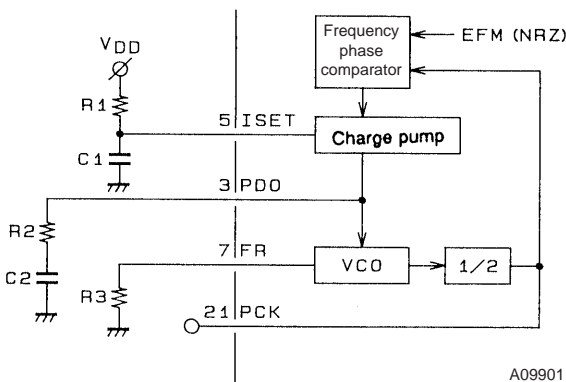 VDD
R1
C1
5 ISET
3 PDO
R2
C2
7 FR
R3
21 PCK
Frequency
phase
comparator
EFM (NRZ)
Charge pump
VCO
1/2
A09901